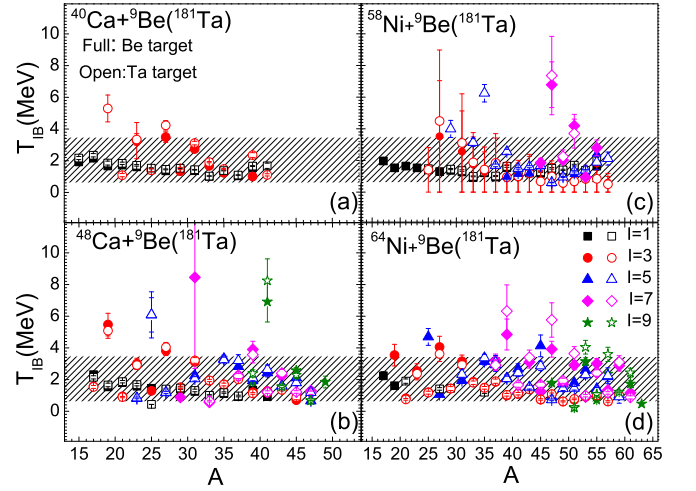 ⁴⁰Ca+⁹Be(¹⁸¹Ta)
Full: Be target
Open:Ta target
(a)
⁵⁸Ni+⁹Be(¹⁸¹Ta)
(c)
T_IB(MeV)
10
8
6
4
2
0
⁴⁸Ca+⁹Be(¹⁸¹Ta)
(b)
⁶⁴Ni+⁹Be(¹⁸¹Ta)
I=1
I=3
I=5
I=7
I=9
(d)
T_IB(MeV)
10
8
6
4
2
0
15 20 25 30 35 40 45 50
15 20 25 30 35 40 45 50 55 60 65
A
A